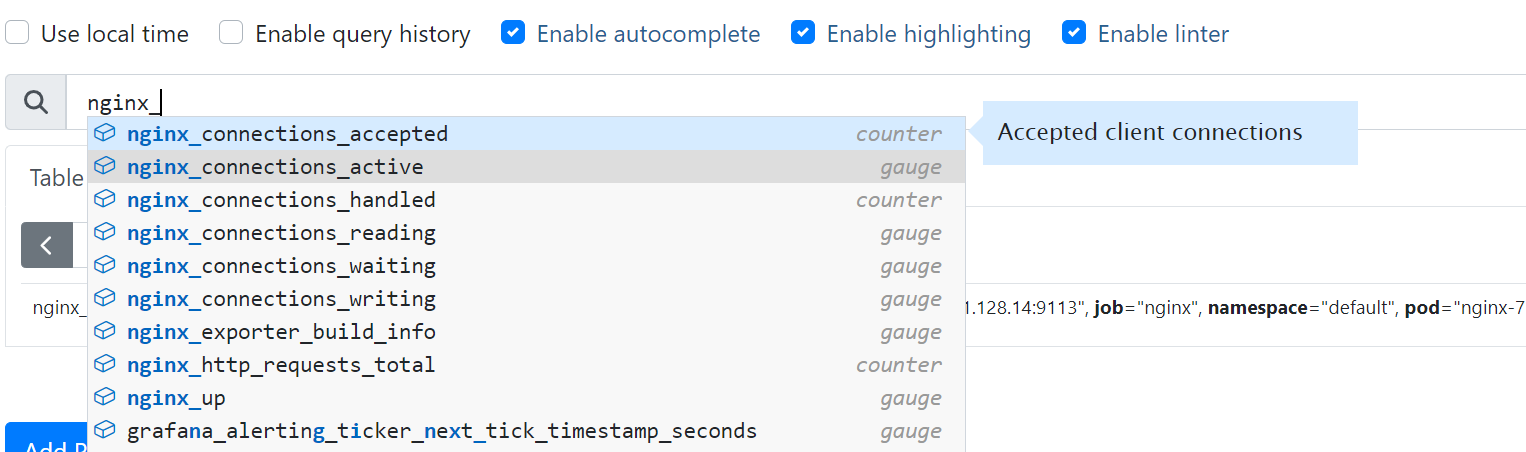 Use local time Enable query history Enable autocomplete Enable highlighting Enable linter
nginx_
nginx_connections_accepted counter
Accepted client connections
nginx_connections_active gauge
Table
nginx_connections_handled counter
nginx_connections_reading gauge
nginx_connections_waiting gauge
nginx_connections_writing gauge
nginx_ 1.128.14:9113", job="nginx", namespace="default", pod="nginx-7
nginx_exporter_build_info gauge
nginx_http_requests_total counter
nginx_up gauge
grafana_alerting_ticker_next_tick_timestamp_seconds gauge
Add P